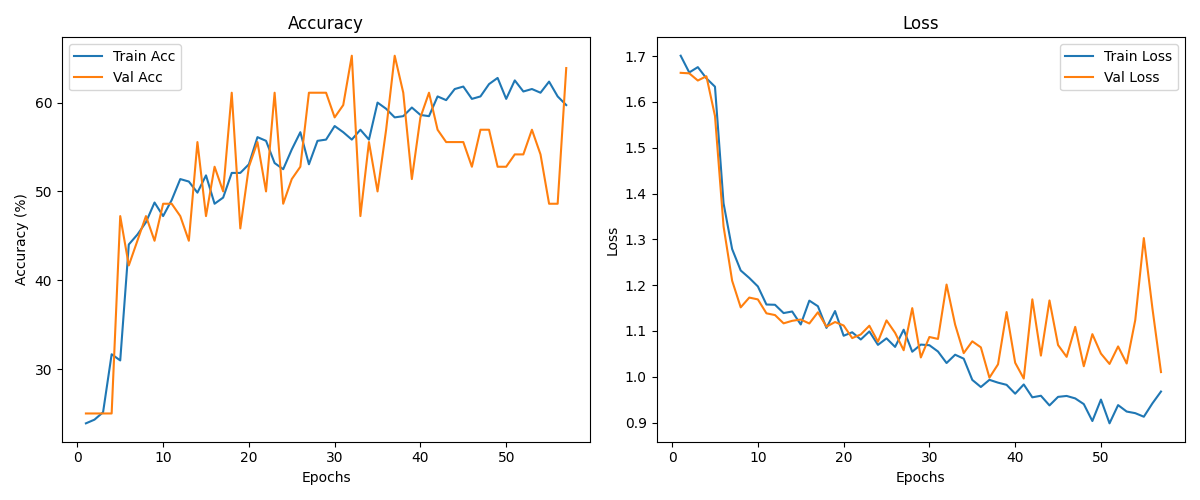 Accuracy
Train Acc
Val Acc
Accuracy (%)
60
50
40
30
0 10 20 30 40 50
Epochs
Loss
Train Loss
Val Loss
Loss
1.7
1.6
1.5
1.4
1.3
1.2
1.1
1.0
0.9
0 10 20 30 40 50
Epochs